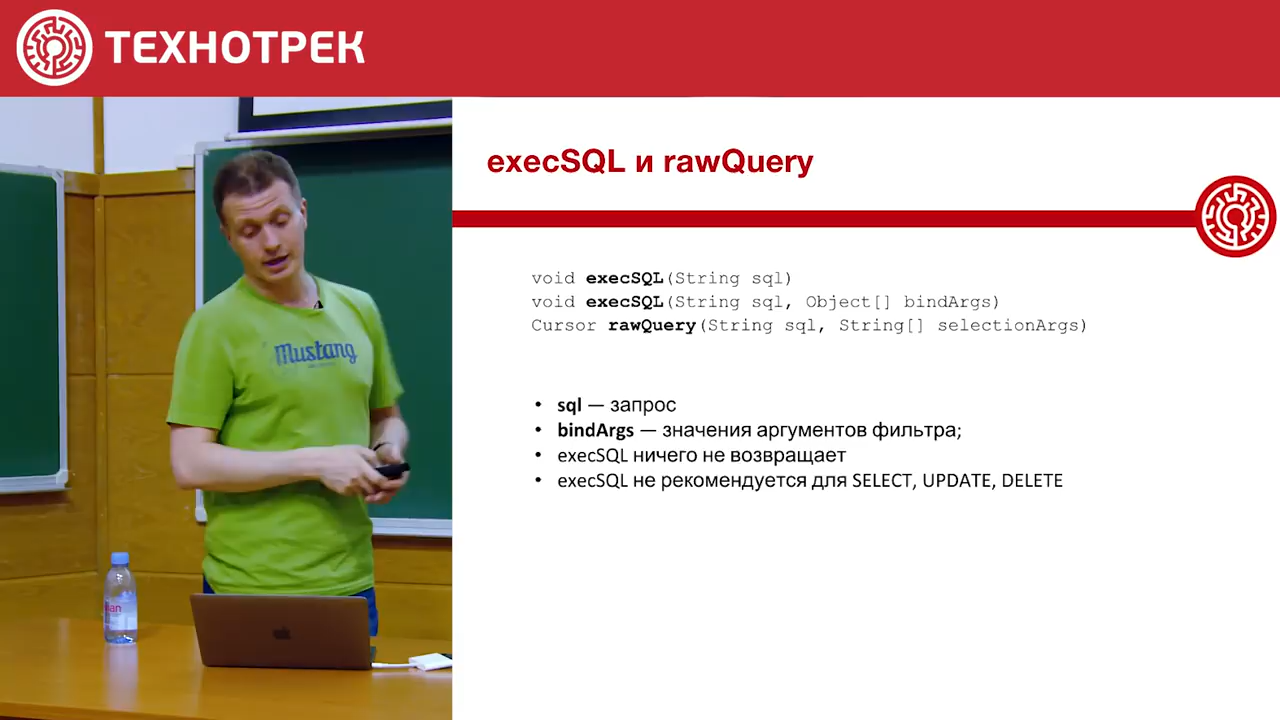 ТЕХНОТРЕК
execSQL и rawQuery
void execSQL(String sql)
void execSQL(String sql, Object[] bindArgs)
Cursor rawQuery(String sql, String[] selectionArgs)
• sql — запрос
• bindArgs — значения аргументов фильтра;
• execSQL ничего не возвращает
• execSQL не рекомендуется для SELECT, UPDATE, DELETE
Mustang